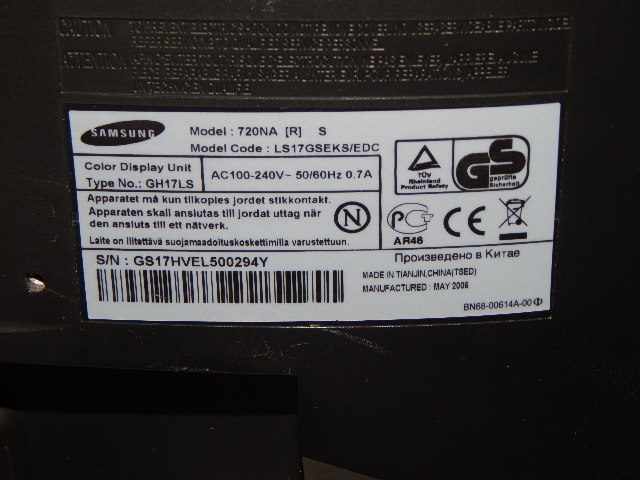 CAUTION
ATTENTION
SAMSUNG
Model : 720NA [R] S
Model Code : LS17GSEKS/EDC
Color Display Unit
Type No.: GH17LS
AC100-240V~ 50/60Hz 0.7A
Apparatet må kun tilkoples jordet stikkontakt.
Apparaten skall anslutas till jordat uttag när
den ansluts till ett nätverk.
Laite on liitettävä suojamaadoituskoskettimilla varustettuun.
N
TÜV
Rheinland
Product Safety
GS
geprüfte
Sicherheit
РСТ
АЯ46
CE
S/N : GS17HVEL500294Y
Произведено в Китае
MADE IN TIANJIN,CHINA(TSED)
MANUFACTURED : MAY 2006
BN68-00614A-00